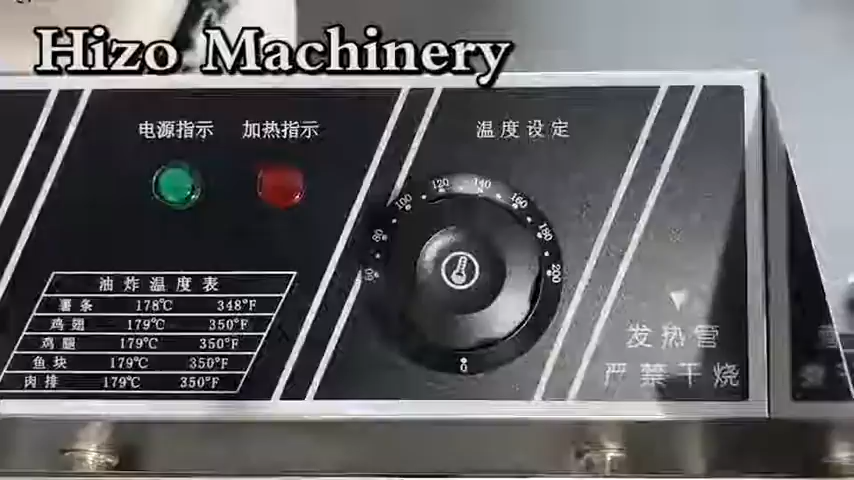 Hizo Machinery
电源指示 加热指示
温度设定
60 80 100 120 140 160 180 200
0
油炸温度表
薯条 178℃ 348°F
鸡翅 179℃ 350°F
鸡腿 179℃ 350°F
鱼块 179℃ 350°F
肉排 179℃ 350°F
发热管
严禁干烧